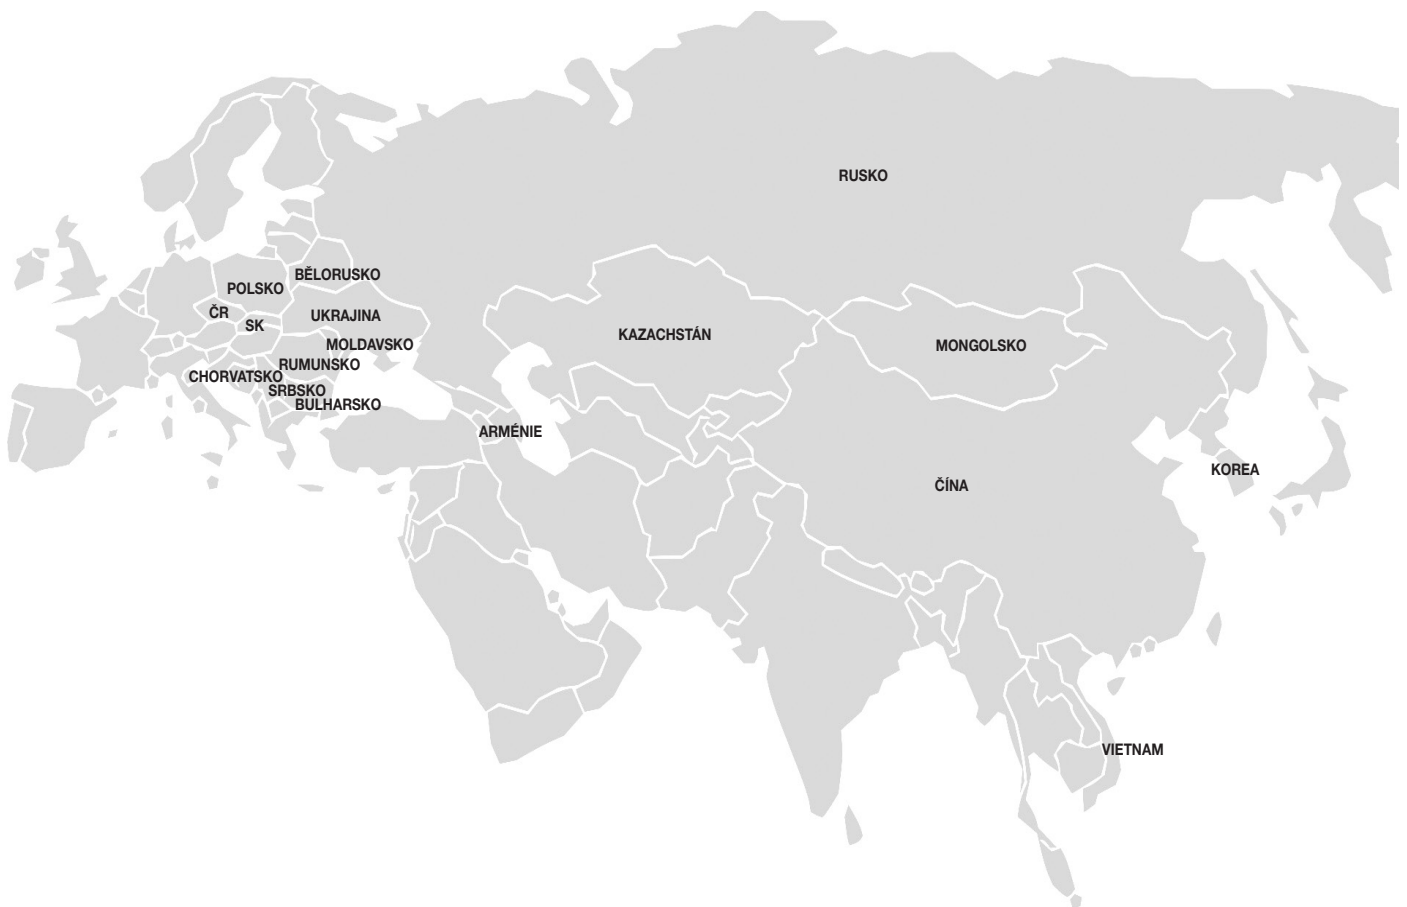 RUSKO
BĚLORUSKO
POLSKO
ČR
UKRAJINA
SK
KAZACHSTÁN
MOLDAVSKO
MONGOLSKO
RUMUNSKO
CHORVATSKO
SRBSKO
BULHARSKO
ARMÉNIE
KOREA
ČÍNA
VIETNAM